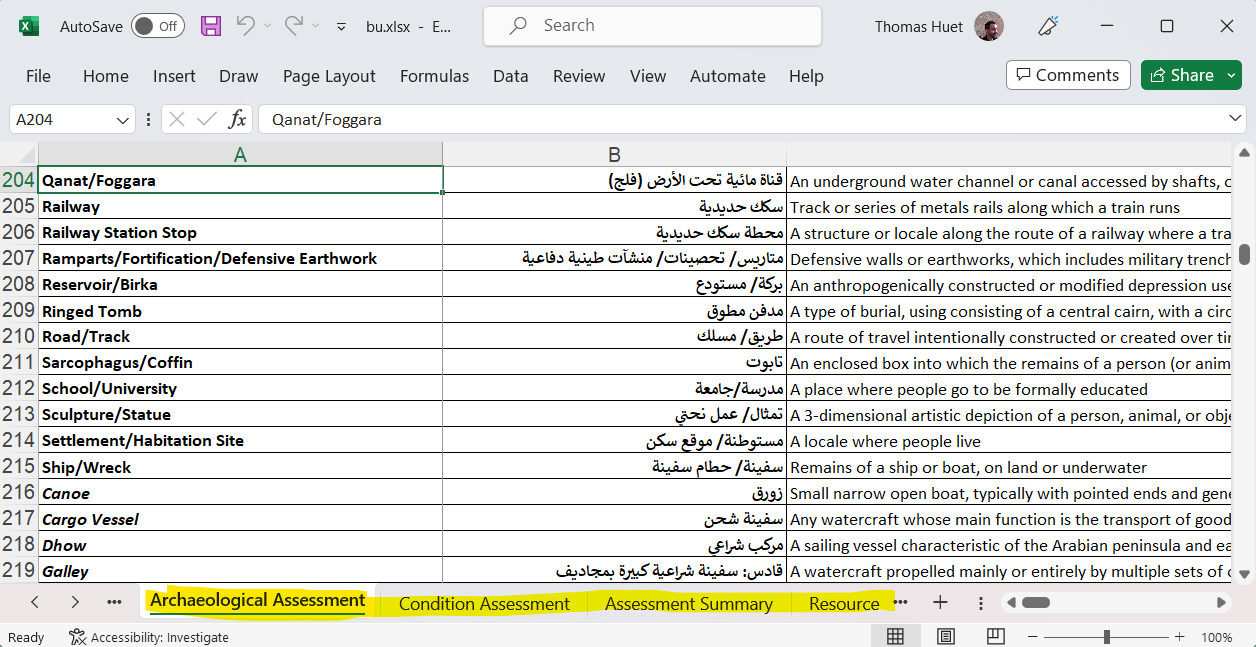 AutoSave Off bu.xlsx - E... Search Thomas Huet
File Home Insert Draw Page Layout Formulas Data Review View Automate Help Comments Share
A204 fx Qanat/Foggara
A B
204 Qanat/Foggara قناة مائية تحت الأرض (فلج) An underground water channel or canal accessed by shafts,
205 Railway سكك حديدية Track or series of metals rails along which a train runs
206 Railway Station Stop محطة سكك حديدية A structure or locale along the route of a railway where a tra
207 Ramparts/Fortification/Defensive Earthwork متاريس/ تحصينات/ منشآت طينية دفاعية Defensive walls or earthworks, which includes military trench
208 Reservoir/Birka بركة/ مستودع An anthropogenically constructed or modified depression use
209 Ringed Tomb مدفن مطوق A type of burial, using consisting of a central cairn, with a circ
210 Road/Track طريق/ مسلك A route of travel intentionally constructed or created over ti
211 Sarcophagus/Coffin تابوت An enclosed box into which the remains of a person (or anim
212 School/University مدرسة/جامعة A place where people go to be formally educated
213 Sculpture/Statue تمثال/ عمل نحتي A 3-dimensional artistic depiction of a person, animal, or obj
214 Settlement/Habitation Site مستوطنة/ موقع سكن A locale where people live
215 Ship/Wreck سفينة/ حطام سفينة Remains of a ship or boat, on land or underwater
216 Canoe زورق Small narrow open boat, typically with pointed ends and gene
217 Cargo Vessel سفينة شحن Any watercraft whose main function is the transport of good
218 Dhow مركب شراعي A sailing vessel characteristic of the Arabian peninsula and ea
219 Galley قادس: سفينة شراعية كبيرة بمجاديف A watercraft propelled mainly or entirely by multiple sets of
... Archaeological Assessment Condition Assessment Assessment Summary Resource ...
Ready Accessibility: Investigate 100%